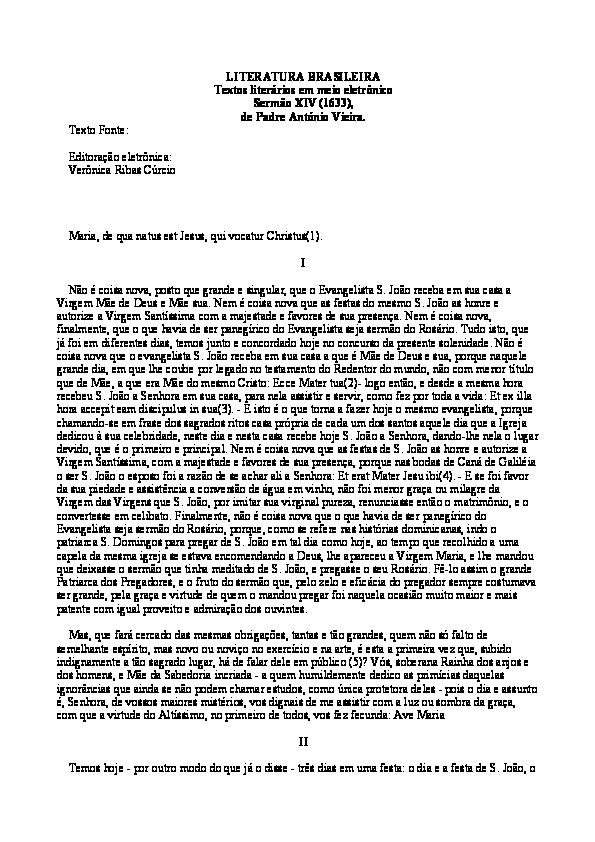 LITERATURA BRASILEIRA
Textos literários em meio eletrônico
Sermão XIV (1633),
de Padre António Vieira.
Texto Fonte:
Editoração eletrônica:
Verônica Ribas Cúrcio
Maria, de qua natus est Jesus, qui vocatur Christus(1).
I
Não é coisa nova, posto que grande e singular, que o Evangelista S. João receba em sua casa a
Virgem Mãe de Deus e Mãe sua. Nem é coisa nova que as festas do mesmo S. João as honre e
autorize a Virgem Santíssima com a majestade e favores de sua presença. Nem é coisa nova,
finalmente, que o que havia de ser panegírico do Evangelista seja sermão do Rosário. Tudo isto, que
já foi em diferentes dias, temos junto e concordado hoje no concurso da presente solenidade. Não é
coisa nova que o evangelista S. João receba em sua casa a que é Mãe de Deus e sua, porque naquele
grande dia, em que lhe coube por legado no testamento do Redentor do mundo, não com menor título
que de Mãe, a que era Mãe do mesmo Cristo: Ecce Mater tua(2)- logo então, e desde a mesma hora
recebeu S. João a Senhora em sua casa, para nela assistir e servir, como fez por toda a vida: Et ex illa
hora accepit eam discipulus in sua(3). - E isto é o que torna a fazer hoje o mesmo evangelista, porque
chamando-se em frase dos sagrados ritos casa própria de cada um dos santos aquele dia que a Igreja
dedicou à sua celebridade, neste dia e nesta casa recebe hoje S. João a Senhora, dando-lhe nela o lugar
devido, que é o primeiro e principal. Nem é coisa nova que as festas de S. João as honre e autorize a
Virgem Santíssima, com a majestade e favores de sua presença, porque nas bodas de Caná de Galiléia
o ser S. João o esposo foi a razão de se achar ali a Senhora: Et erat Mater Jesu ibi(4). - E se foi favor
da sua piedade e assistência a conversão de água em vinho, não foi menor graça ou milagre da
Virgem das Virgens que S. João, por imitar sua virginal pureza, renunciasse então o matrimônio, e o
convertesse em celibato. Finalmente, não é coisa nova que o que havia de ser panegírico do
Evangelista seja sermão do Rosário, porque, como se refere nas histórias dominicanas, indo o
patriarca S. Domingos para pregar de S. João em tal dia como hoje, ao tempo que recolhido a uma
capela da mesma igreja se estava encomendando a Deus, lhe apareceu a Virgem Maria, e lhe mandou
que deixasse o sermão que tinha meditado de S. João, e pregasse o seu Rosário. Fê-lo assim o grande
Patriarca dos Pregadores, e o fruto do sermão que, pelo zelo e eficácia do pregador sempre costumava
ser grande, pela graça e virtude de quem o mandou pregar foi naquela ocasião muito maior e mais
patente com igual proveito e admiração dos ouvintes.
Mas, que fará cercado das mesmas obrigações, tantas e tão grandes, quem não só falto de
semelhante espírito, mas novo ou noviço no exercício e na arte, é esta a primeira vez que, subido
indignamente a tão sagrado lugar, há de falar dele em público (5)? Vós, soberana Rainha dos anjos e
dos homens, e Mãe da Sabedoria incriada - a quem humildemente dedico as primícias daquelas
ignorâncias que ainda se não podem chamar estudos, como única protetora deles - pois o dia e assunto
é, Senhora, de vossos maiores mistérios, vos dignais de me assistir com a luz ou sombra da graça,
com que a virtude do Altíssimo, no primeiro de todos, vos fez fecunda: Ave Maria
II
Temos hoje - por outro modo do que já o disse - três dias em uma festa: o dia e a festa de S. João, o